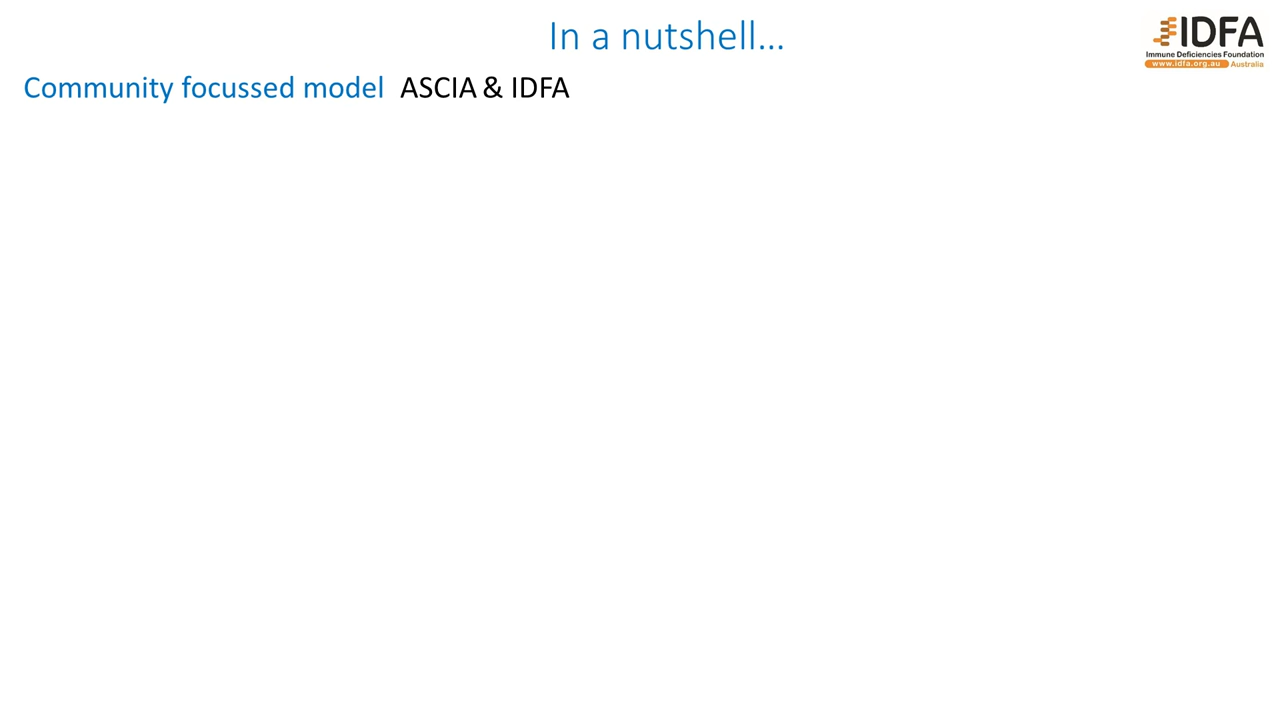 In a nutshell...
IDFA
Immune Deficiencies Foundation
www.idfa.org.au Australia
Community focussed model ASCIA & IDFA